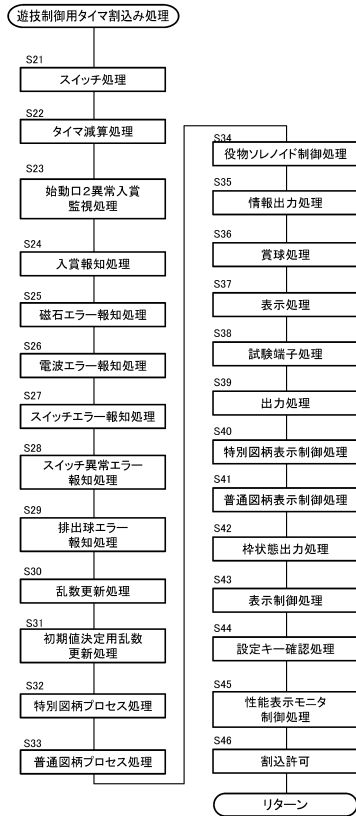 遊技制御用タイマ割込み処理
S21
スイッチ処理
S22
タイマ減算処理
S23
始動口2異常入賞
監視処理
S24
入賞報知処理
S25
磁石エラー報知処理
S26
電波エラー報知処理
S27
スイッチエラー報知処理
S28
スイッチ異常エラー
報知処理
S29
排出球エラー
報知処理
S30
乱数更新処理
S31
初期値決定用乱数
更新処理
S32
特別図柄プロセス処理
S33
普通図柄プロセス処理
S34
役物ソレノイド制御処理
S35
情報出力処理
S36
賞球処理
S37
表示処理
S38
試験端子処理
S39
出力処理
S40
特別図柄表示制御処理
S41
普通図柄表示制御処理
S42
枠状態出力処理
S43
表示制御処理
S44
設定キー確認処理
S45
性能表示モニタ
制御処理
S46
割込許可
リターン